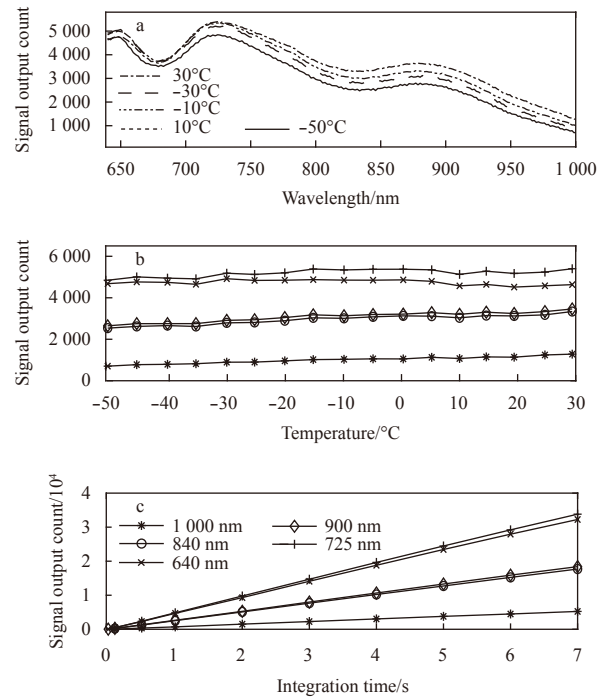 Signal output count
5 000
4 000
3 000
2 000
1 000
a
30°C
–30°C
–10°C
10°C –50°C
650 700 750 800 850 900 950 1 000
Wavelength/nm
Signal output count
6 000
4 000
2 000
0
b
–50 –40 –30 –20 –10 0 10 20 30
Temperature/°C
Signal output count/10⁴
4
3
2
1
0
c
1 000 nm 900 nm
840 nm 725 nm
640 nm
0 1 2 3 4 5 6 7
Integration time/s